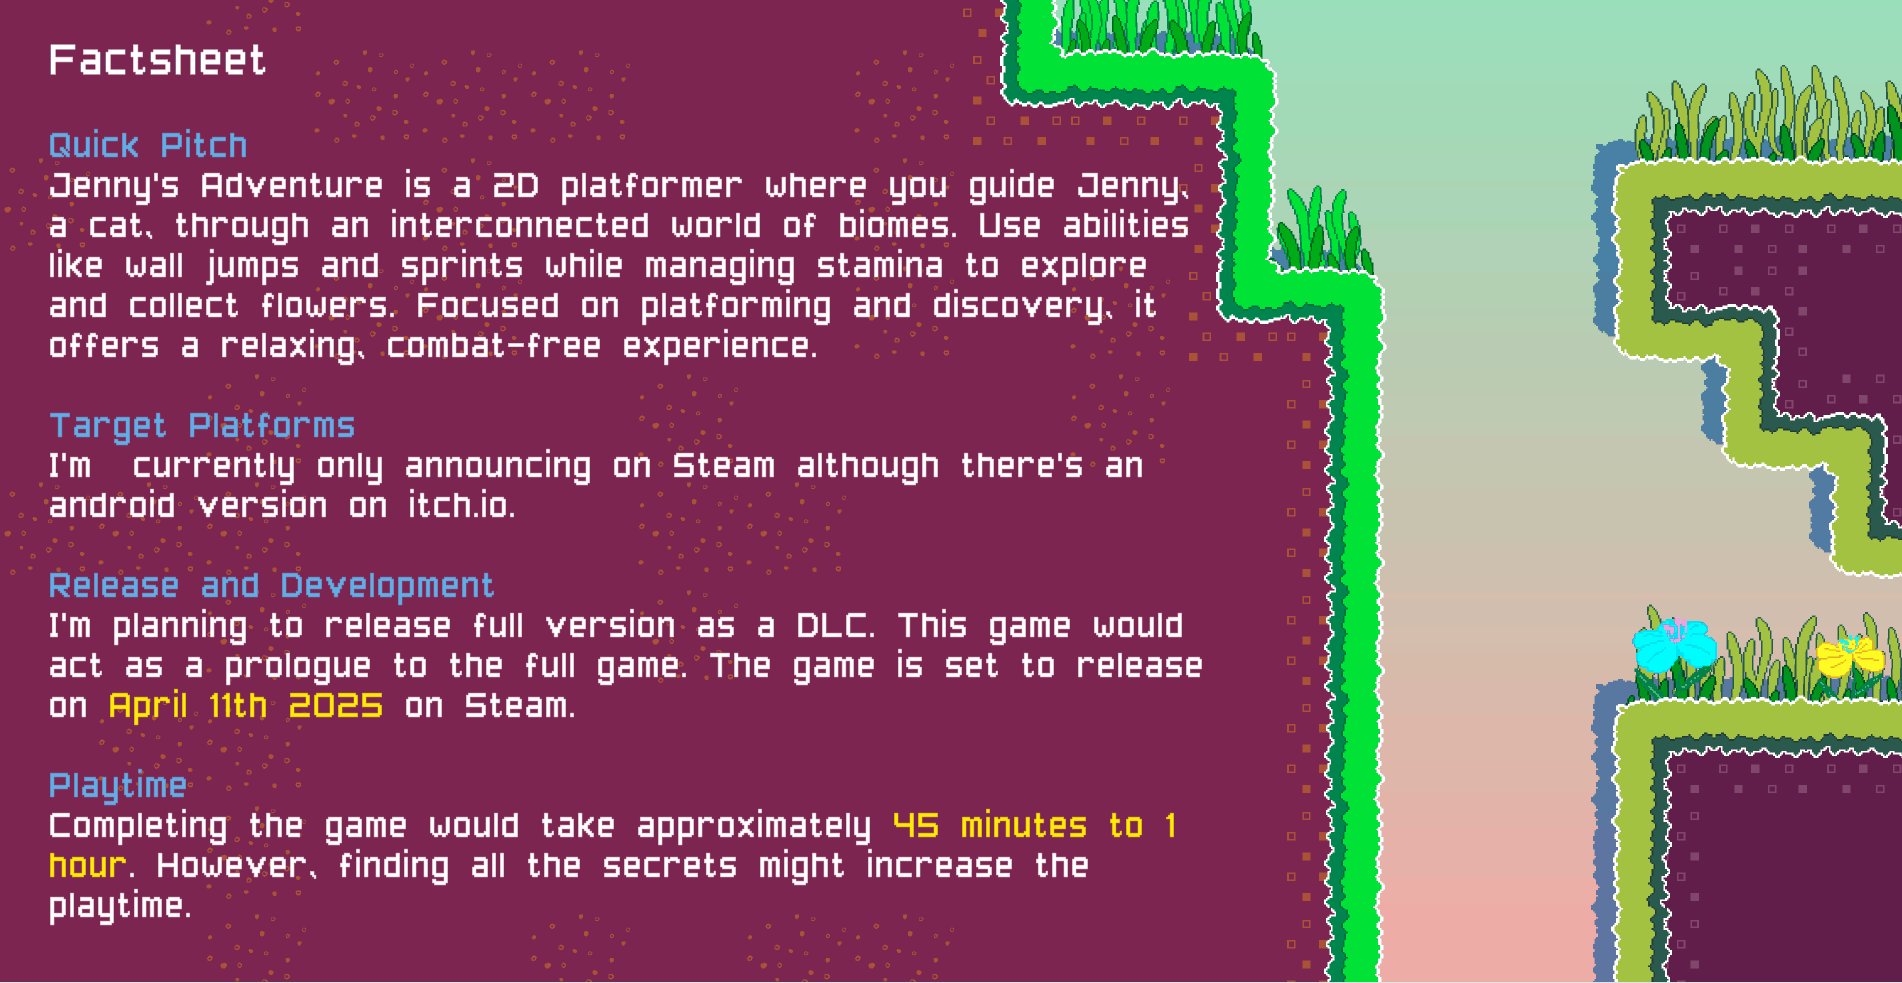 Factsheet
Quick Pitch
Jenny's Adventure is a 2D platformer where you guide Jenny,
a cat, through an interconnected world of biomes. Use abilities
like wall jumps and sprints while managing stamina to explore
and collect flowers. Focused on platforming and discovery, it
offers a relaxing, combat-free experience.
Target Platforms
I'm  currently only announcing on Steam although there's an
android version on itch.io.
Release and Development
I'm planning to release full version as a DLC. This game would
act as a prologue to the full game. The game is set to release
on April 11th 2025 on Steam.
Playtime
Completing the game would take approximately 45 minutes to 1
hour. However, finding all the secrets might increase the
playtime.